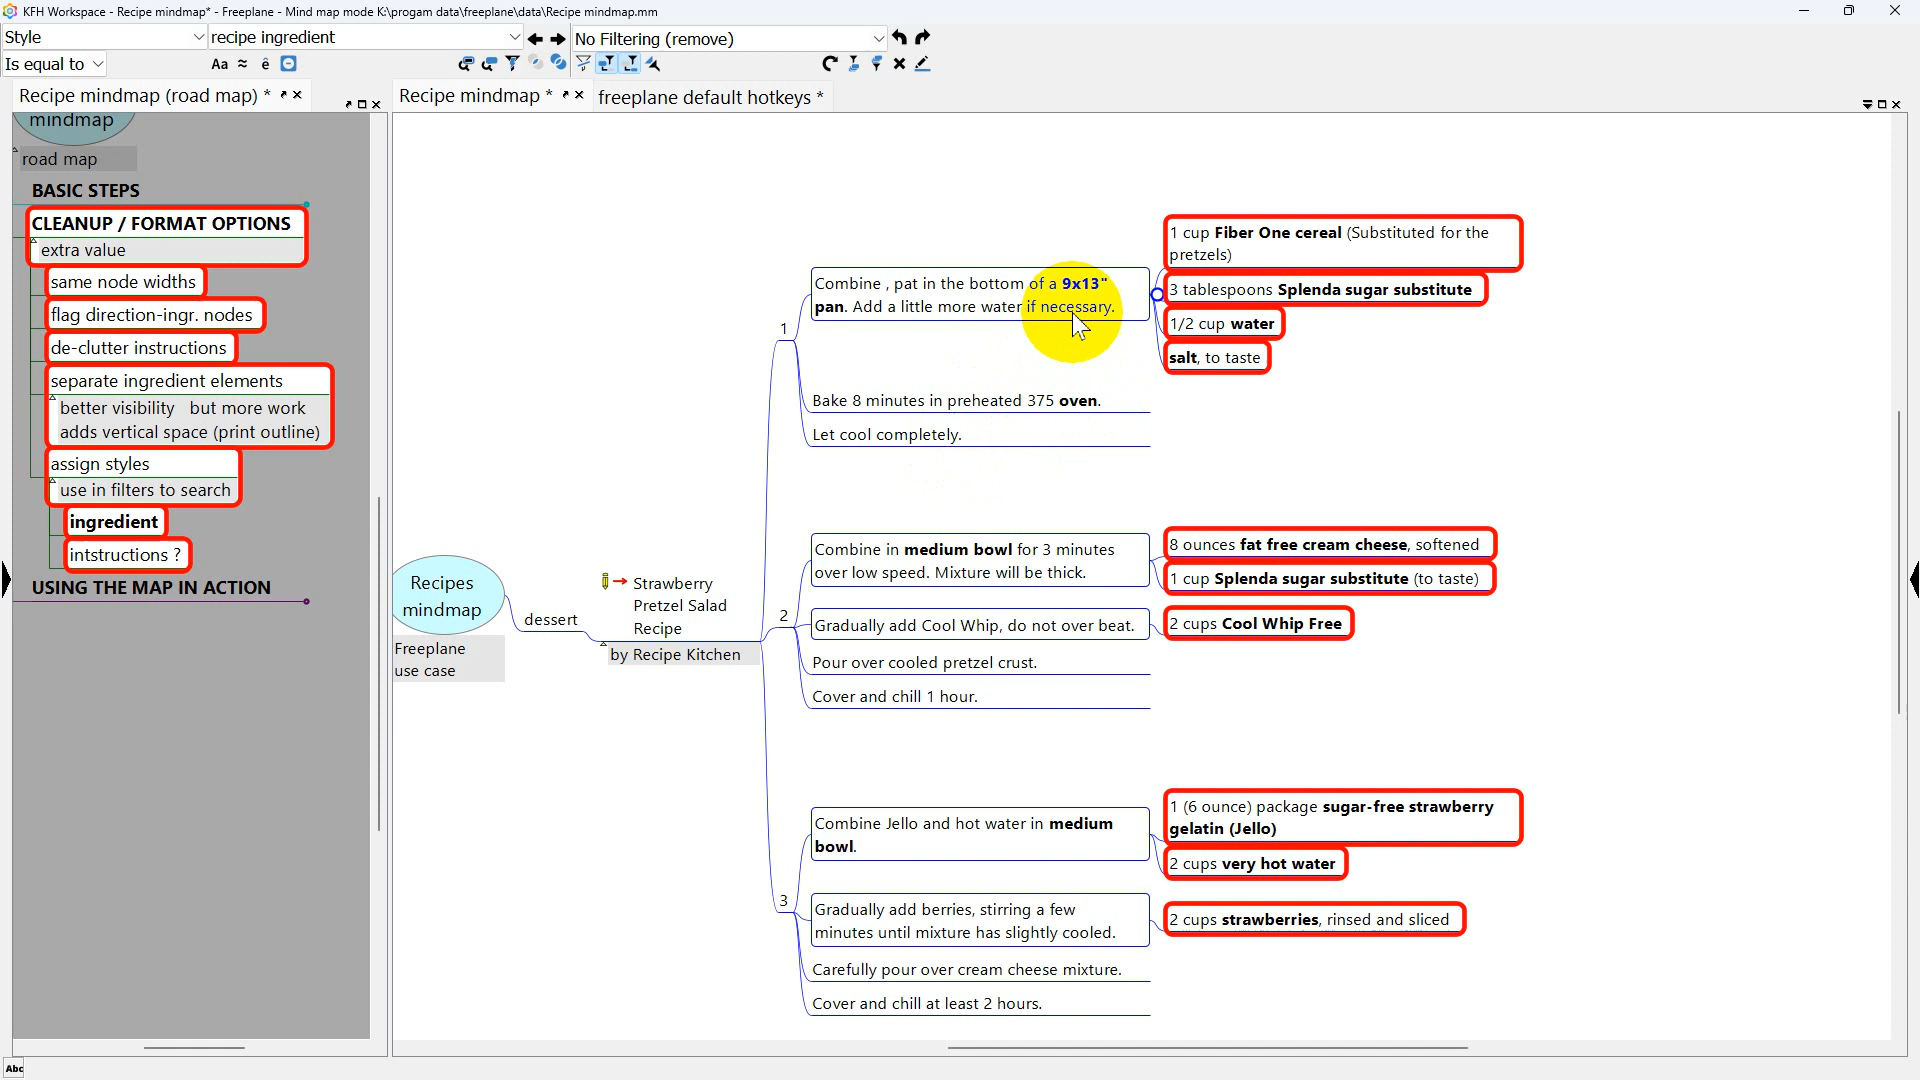 KFH Workspace - Recipe mindmap* - Freeplane - Mind map mode K:\progam data\freeplane\data\Recipe mindmap.mm
Style
recipe ingredient
No Filtering (remove)
Is equal to
Aa ≈ ê
Recipe mindmap (road map) *
Recipe mindmap *
freeplane default hotkeys *
mindmap
road map
BASIC STEPS
CLEANUP / FORMAT OPTIONS
extra value
same node widths
flag direction-ingr. nodes
de-clutter instructions
separate ingredient elements
better visibility but more work
adds vertical space (print outline)
assign styles
use in filters to search
ingredient
intstructions ?
USING THE MAP IN ACTION
Recipes
mindmap
Freeplane
use case
dessert
Strawberry
Pretzel Salad
Recipe
by Recipe Kitchen
1
Combine , pat in the bottom of a 9x13"
pan. Add a little more water if necessary.
1 cup Fiber One cereal (Substituted for the
pretzels)
3 tablespoons Splenda sugar substitute
1/2 cup water
salt, to taste
Bake 8 minutes in preheated 375 oven.
Let cool completely.
2
Combine in medium bowl for 3 minutes
over low speed. Mixture will be thick.
8 ounces fat free cream cheese, softened
1 cup Splenda sugar substitute (to taste)
Gradually add Cool Whip, do not over beat.
2 cups Cool Whip Free
Pour over cooled pretzel crust.
Cover and chill 1 hour.
3
Combine Jello and hot water in medium
bowl.
1 (6 ounce) package sugar-free strawberry
gelatin (Jello)
2 cups very hot water
Gradually add berries, stirring a few
minutes until mixture has slightly cooled.
2 cups strawberries, rinsed and sliced
Carefully pour over cream cheese mixture.
Cover and chill at least 2 hours.
Abc